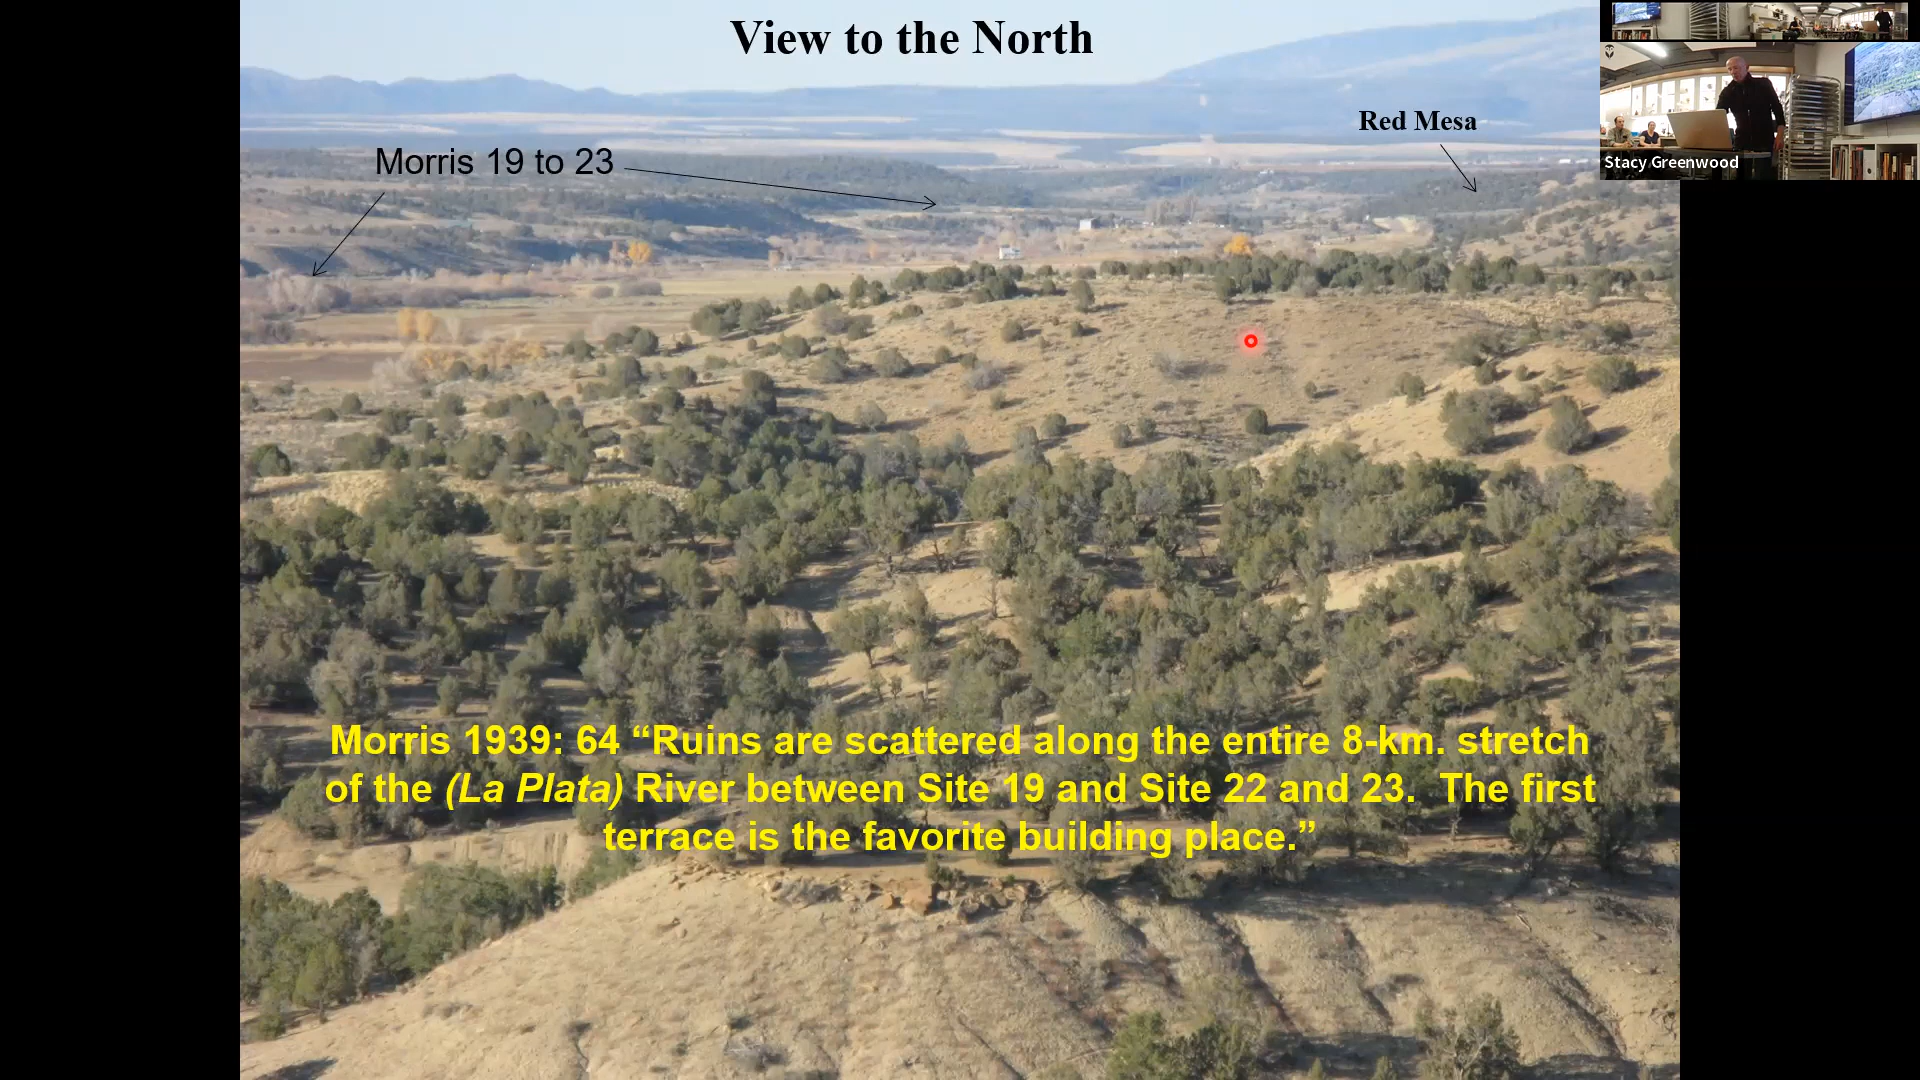 View to the North
Red Mesa
Morris 19 to 23
Stacy Greenwood
Morris 1939: 64 “Ruins are scattered along the entire 8-km. stretch
of the (La Plata) River between Site 19 and Site 22 and 23.  The first
terrace is the favorite building place.”